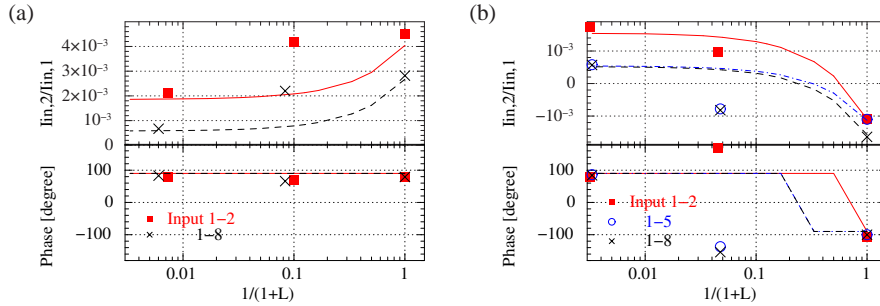 (a)
Iin,2/Iin,1
4×10⁻³
3×10⁻³
2×10⁻³
10⁻³
0
Phase [degree]
100
0
−100
Input 1−2
1−8
0.01
0.1
1
1/(1+L)
(b)
Iin,2/Iin,1
10⁻³
0
−10⁻³
Phase [degree]
100
0
−100
Input 1−2
1−5
1−8
0.01
0.1
1
1/(1+L)